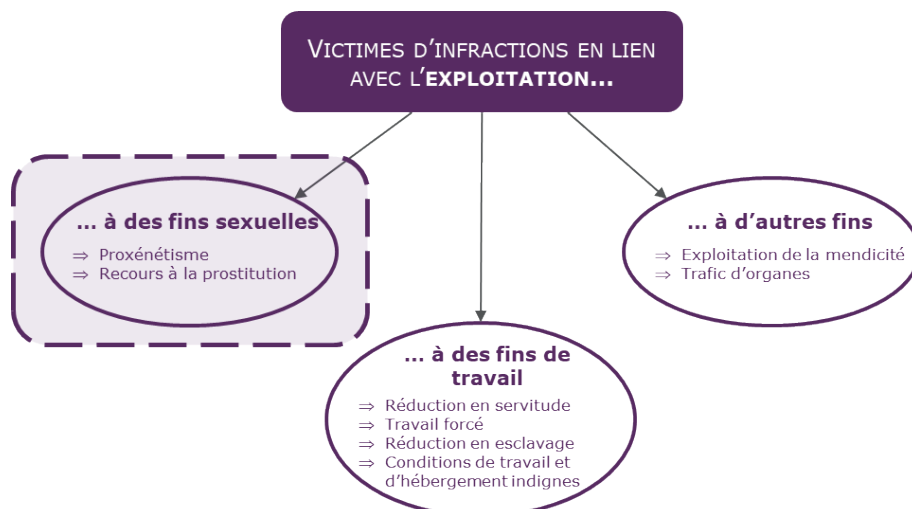 VICTIMES D’INFRACTIONS EN LIEN
AVEC L’EXPLOITATION...
... à des fins sexuelles
⇒ Proxénétisme
⇒ Recours à la prostitution
... à d’autres fins
⇒ Exploitation de la mendicité
⇒ Trafic d’organes
... à des fins de
travail
⇒ Réduction en servitude
⇒ Travail forcé
⇒ Réduction en esclavage
⇒ Conditions de travail et
d’hébergement indignes